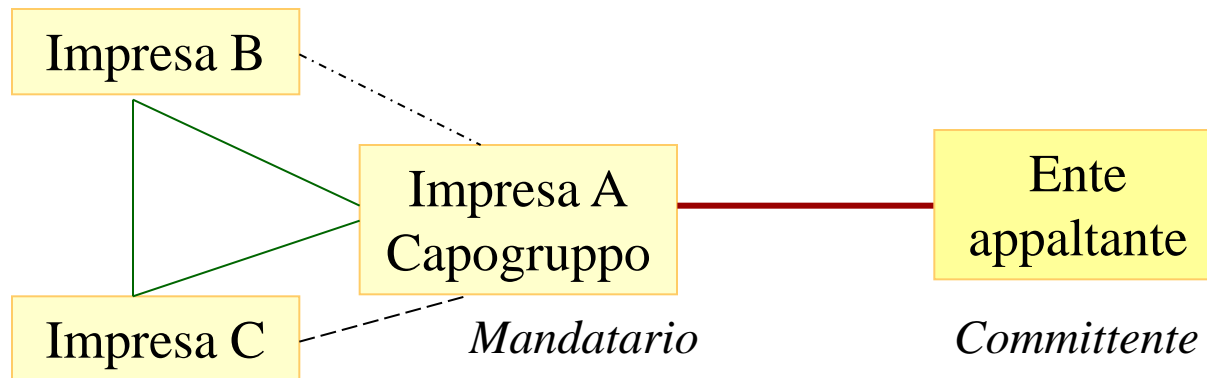 Impresa B
Impresa A
Capogruppo
Ente
appaltante
Impresa C
Mandatario
Committente